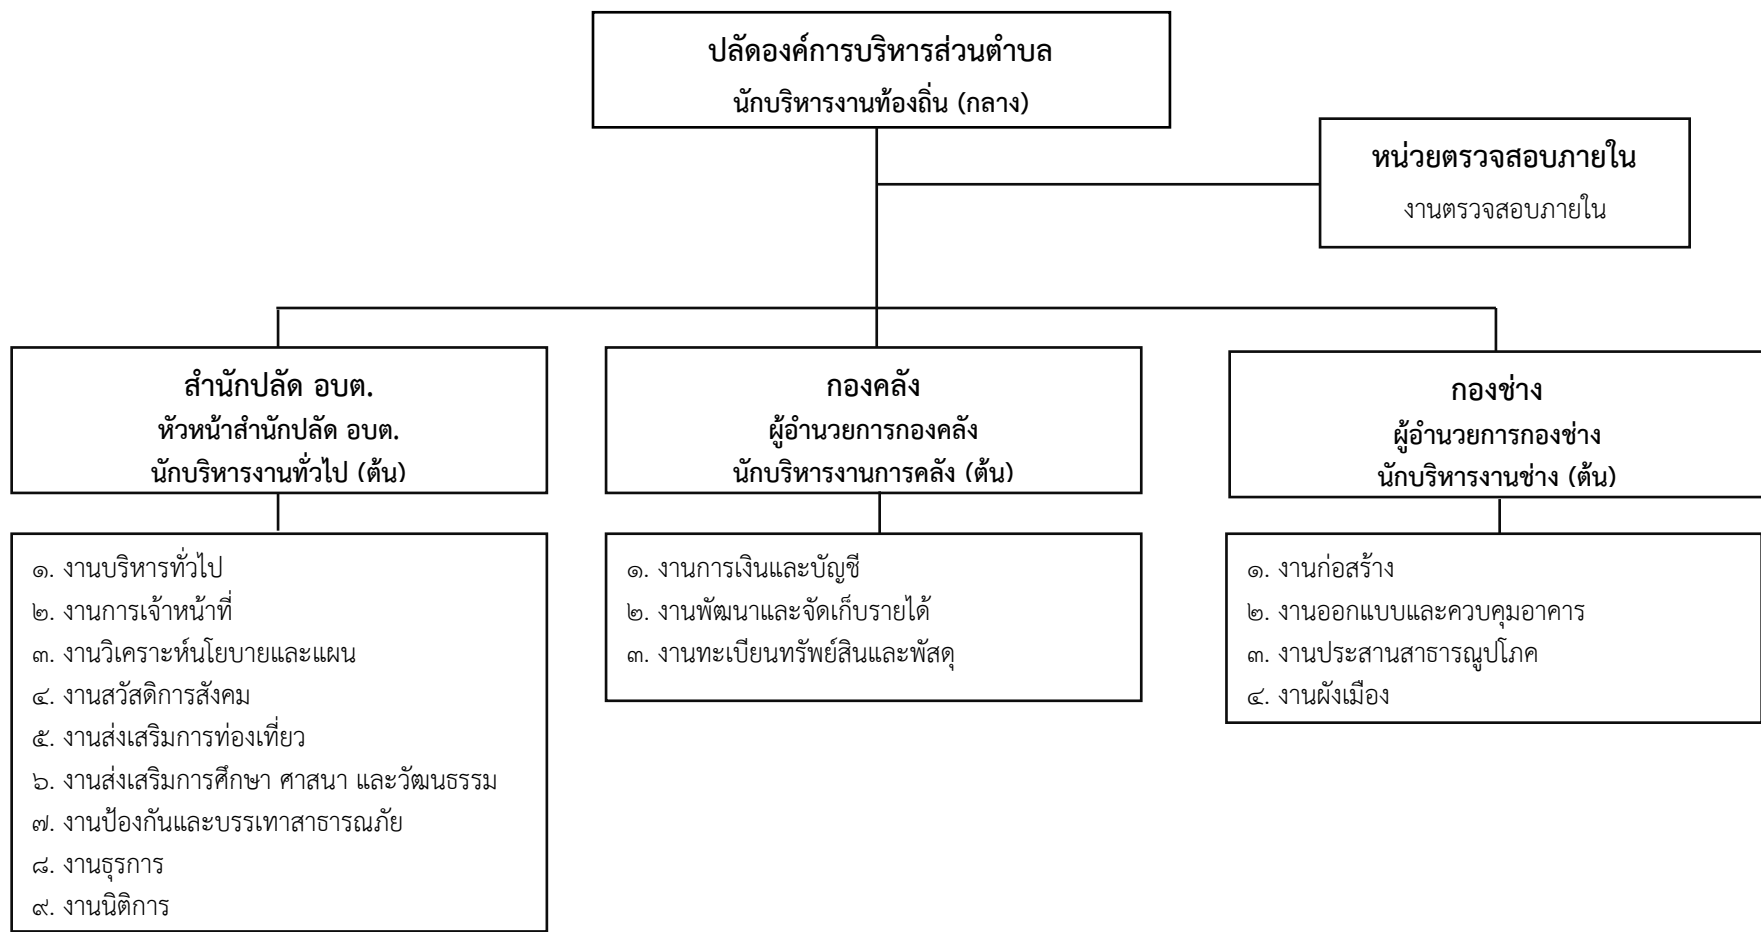 ปลัดองค์การบริหารส่วนตำบล
นักบริหารงานท้องถิ่น (กลาง)
หน่วยตรวจสอบภายใน
งานตรวจสอบภายใน
สำนักปลัด อบต.
หัวหน้าสำนักปลัด อบต.
นักบริหารงานทั่วไป (ต้น)
กองคลัง
ผู้อำนวยการกองคลัง
นักบริหารงานการคลัง (ต้น)
กองช่าง
ผู้อำนวยการกองช่าง
นักบริหารงานช่าง (ต้น)
๑. งานบริหารทั่วไป
๒. งานการเจ้าหน้าที่
๓. งานวิเคราะห์นโยบายและแผน
๔. งานสวัสดิการสังคม
๕. งานส่งเสริมการท่องเที่ยว
๖. งานส่งเสริมการศึกษา ศาสนา และวัฒนธรรม
๗. งานป้องกันและบรรเทาสาธารณภัย
๘. งานธุรการ
๙. งานนิติการ
๑. งานการเงินและบัญชี
๒. งานพัฒนาและจัดเก็บรายได้
๓. งานทะเบียนทรัพย์สินและพัสดุ
๑. งานก่อสร้าง
๒. งานออกแบบและควบคุมอาคาร
๓. งานประสานสาธารณูปโภค
๔. งานผังเมือง